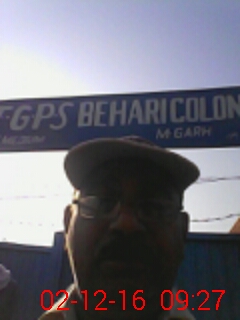 GPS BEHARI COLON
M-GARH
02-12-16 09:27